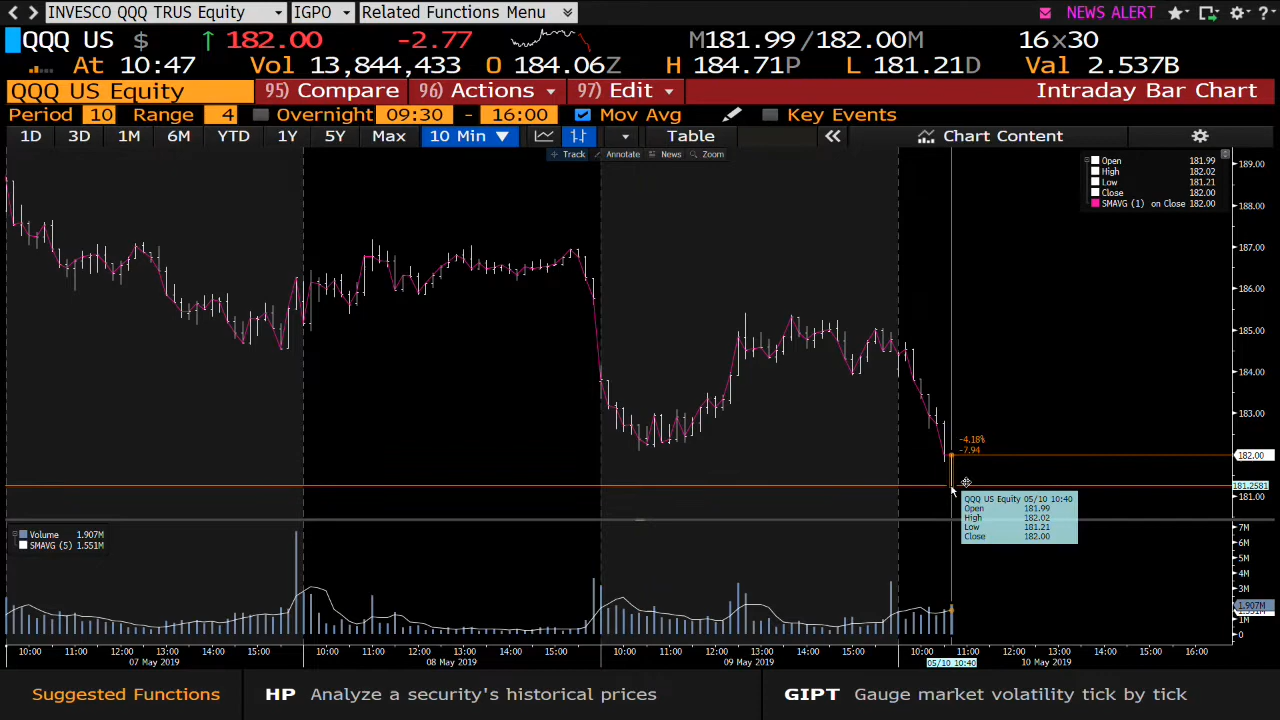 INVESCO QQQ TRUS Equity IGPO Related Functions Menu NEWS ALERT ?
QQQ US $ ↑ 182.00 -2.77 M181.99/182.00M 16x30
At 10:47 Vol 13,844,433 O 184.06Z H 184.71P L 181.21D Val 2.537B
QQQ US Equity 95) Compare 96) Actions 97) Edit Intraday Bar Chart
Period 10 Range 4 Overnight 09:30 - 16:00 Mov Avg Key Events
1D 3D 1M 6M YTD 1Y 5Y Max 10 Min ▼ Table « Chart Content
Track Annotate News Zoom
Open 181.99
High 182.02
Low 181.21
Close 182.00
SMAVG (1) on Close 182.00
189.00
188.00
187.00
186.00
185.00
184.00
183.00
-4.18%
-7.94
182.00
181.2581
181.00
QQQ US Equity 05/10 10:40
Open 181.99
High 182.02
Low 181.21
Close 182.00
Volume 1.907M
SMAVG (5) 1.551M
7M
6M
5M
4M
3M
1.907M
1M
0
10:00 11:00 12:00 13:00 14:00 15:00 10:00 11:00 12:00 13:00 14:00 15:00 10:00 11:00 12:00 13:00 14:00 15:00 10:00 11:00 12:00 13:00 14:00 15:00 16:00
07 May 2019 08 May 2019 09 May 2019 05/10 10:40 10 May 2019
Suggested Functions HP Analyze a security's historical prices GIPT Gauge market volatility tick by tick